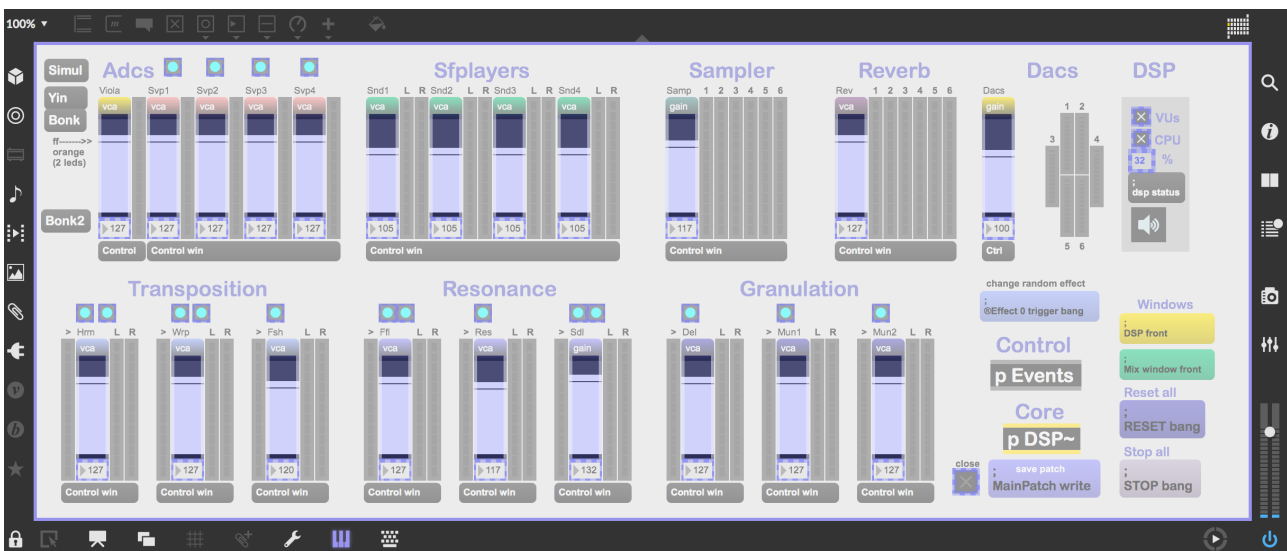 100% ▼
m
Simul
Adcs
Sfplayers
Sampler
Reverb
Dacs
DSP
Viola Svp1 Svp2 Svp3 Svp4
Snd1 L R Snd2 L R Snd3 L R Snd4 L R
Samp 1 2 3 4 5 6
Rev 1 2 3 4 5 6
Dacs
Yin
vca vca vca vca vca
vca vca vca vca
gain
vca
gain
1 2
VUs
Bonk
ff------->>
orange
(2 leds)
3 4
CPU
32 %
;
dsp status
Bonk2
127 127 127 127 127
105 105 105 105
117
127
100
5 6
Control
Control win
Control win
Control win
Control win
Ctrl
Transposition
Resonance
Granulation
change random effect
;
®Effect 0 trigger bang
Windows
> Hrm L R > Wrp L R > Fsh L R
> Ffl L R > Res L R > Sdl L R
> Del L R > Mun1 L R > Mun2 L R
vca vca vca
vca vca gain
vca vca vca
;
DSP front
Control
p Events
;
Mix window front
Reset all
;
RESET bang
Core
p DSP~
Stop all
127 127 120
127 117 132
127 127 127
close
; save patch
MainPatch write
;
STOP bang
Control win Control win Control win
Control win Control win Control win
Control win Control win Control win